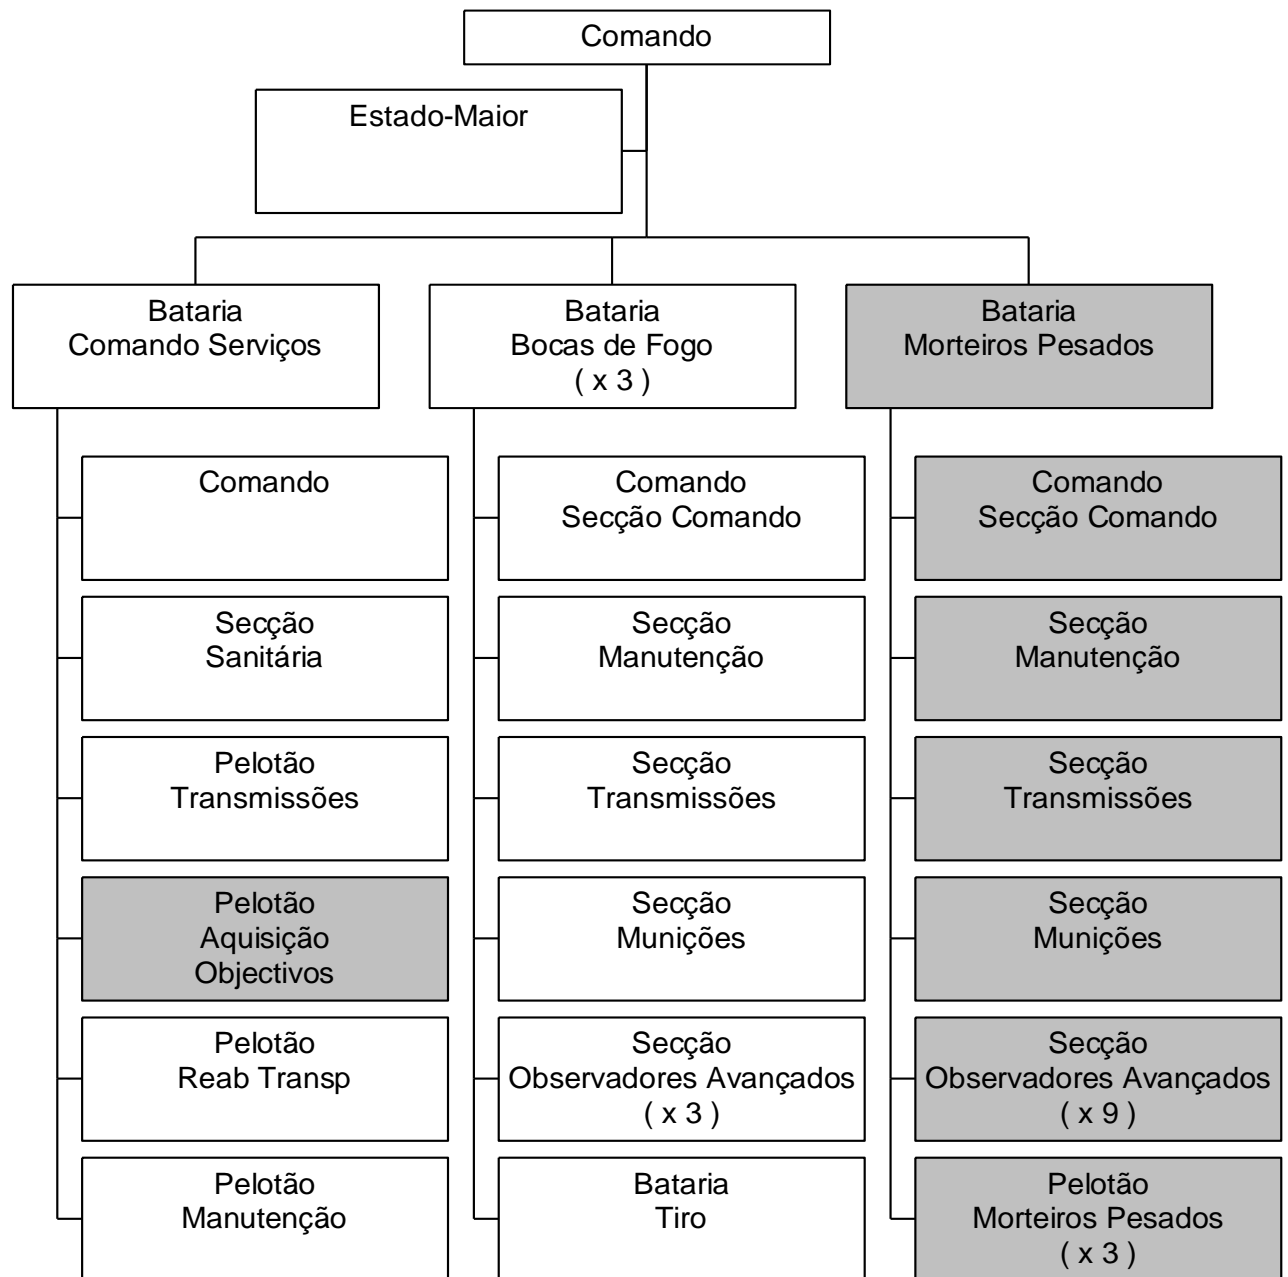 Comando
Estado-Maior
Bataria
Comando Serviços
Bataria
Bocas de Fogo
( x 3 )
Bataria
Morteiros Pesados
Comando
Secção
Sanitária
Pelotão
Transmissões
Pelotão
Aquisição
Objectivos
Pelotão
Reab Transp
Pelotão
Manutenção
Comando
Secção Comando
Secção
Manutenção
Secção
Transmissões
Secção
Munições
Secção
Observadores Avançados
( x 3 )
Bataria
Tiro
Comando
Secção Comando
Secção
Manutenção
Secção
Transmissões
Secção
Munições
Secção
Observadores Avançados
( x 9 )
Pelotão
Morteiros Pesados
( x 3 )